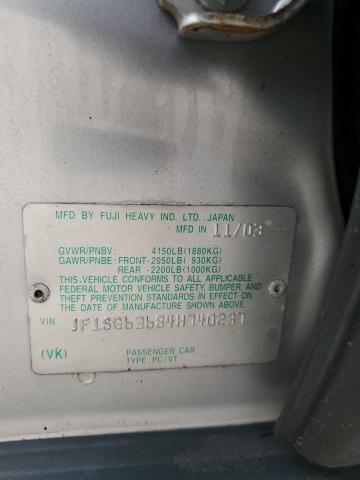 MFD BY FUJI HEAVY IND. LTD. JAPAN
MFD IN 11/03
GVWR/PNBV: 4150LB(1880KG)
GAWR/PNBE: FRONT-2050LB( 930KG)
REAR -2200LB(1000KG)
THIS VEHICLE CONFORMS TO ALL APPLICABLE
FEDERAL MOTOR VEHICLE SAFETY, BUMPER, AND
THEFT PREVENTION STANDARDS IN EFFECT ON
THE DATE OF MANUFACTURE SHOWN ABOVE.
VIN JF1SG63634H740237
(VK) PASSENGER CAR
TYPE: PC/VT